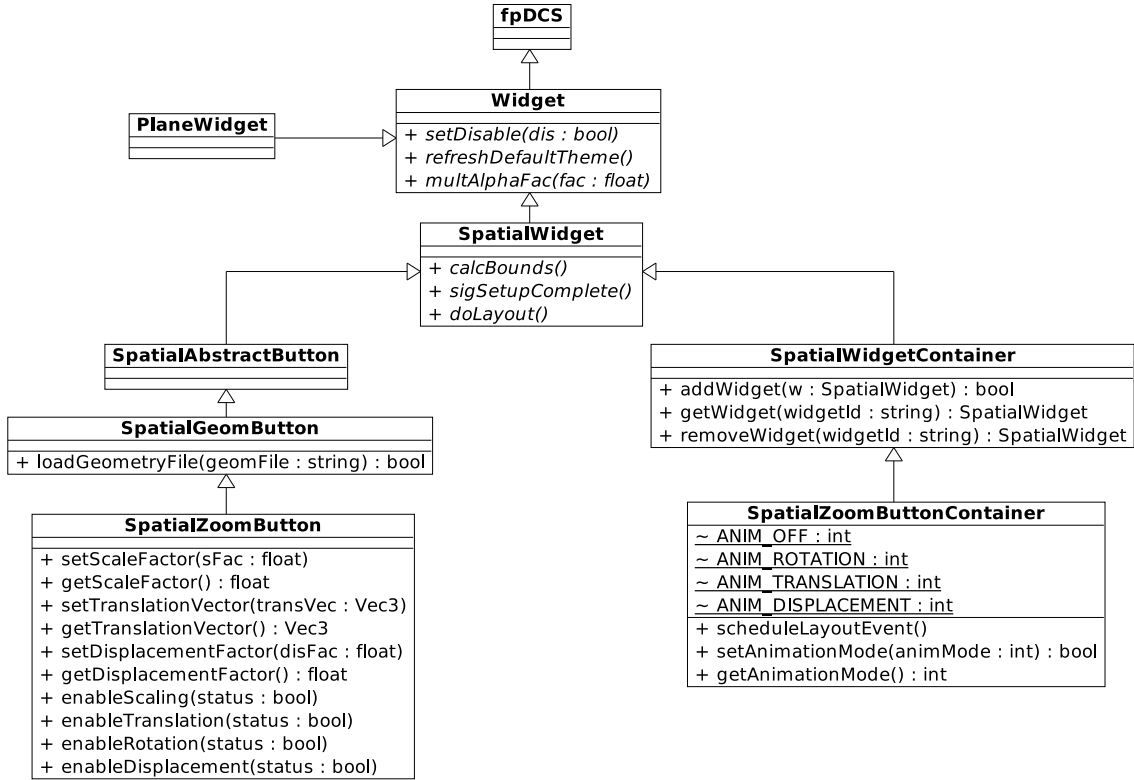 fpDCS
Widget
+ setDisable(dis : bool)
+ refreshDefaultTheme()
+ multAlphaFac(fac : float)
PlaneWidget
SpatialWidget
+ calcBounds()
+ sigSetupComplete()
+ doLayout()
SpatialAbstractButton
SpatialGeomButton
+ loadGeometryFile(geomFile : string) : bool
SpatialZoomButton
+ setScaleFactor(sFac : float)
+ getScaleFactor() : float
+ setTranslationVector(transVec : Vec3)
+ getTranslationVector() : Vec3
+ setDisplacementFactor(disFac : float)
+ getDisplacementFactor() : float
+ enableScaling(status : bool)
+ enableTranslation(status : bool)
+ enableRotation(status : bool)
+ enableDisplacement(status : bool)
SpatialWidgetContainer
+ addWidget(w : SpatialWidget) : bool
+ getWidget(widgetId : string) : SpatialWidget
+ removeWidget(widgetId : string) : SpatialWidget
SpatialZoomButtonContainer
~ ANIM_OFF : int
~ ANIM_ROTATION : int
~ ANIM_TRANSLATION : int
~ ANIM_DISPLACEMENT : int
+ scheduleLayoutEvent()
+ setAnimationMode(animMode : int) : bool
+ getAnimationMode() : int